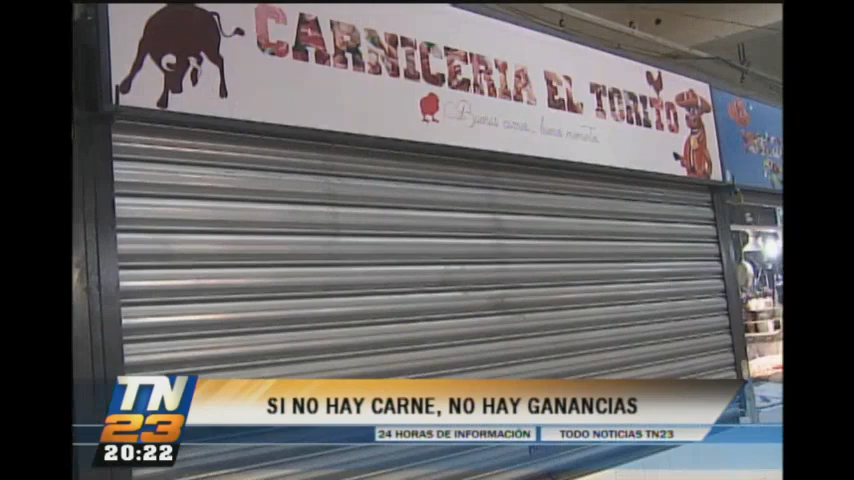 CARNICERIA EL TORITO
SI NO HAY CARNE, NO HAY GANANCIAS
TN
23
24 HORAS DE INFORMACIÓN
TODO NOTICIAS TN23
20:22